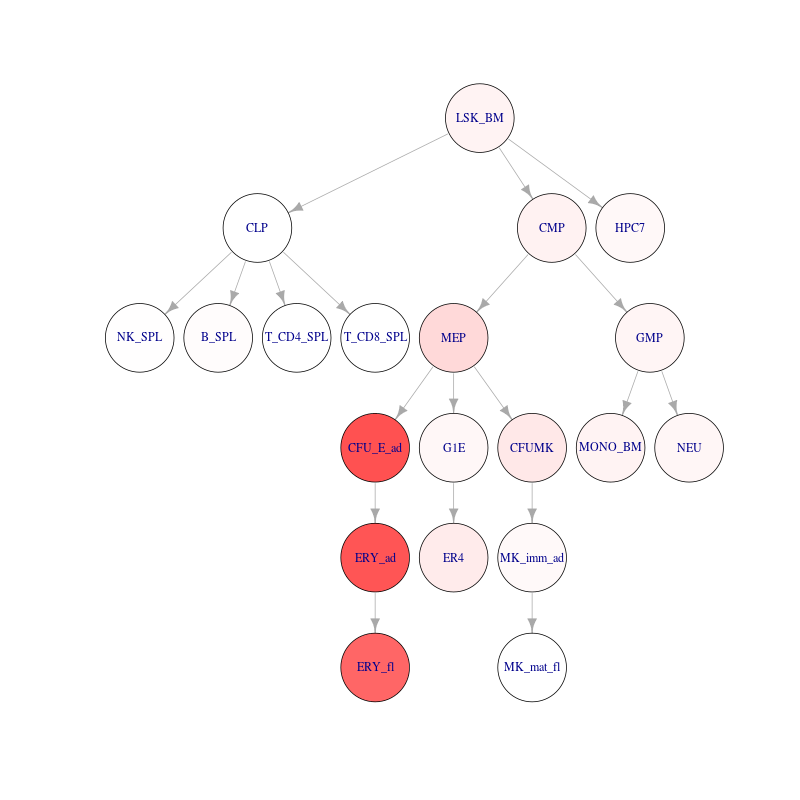 LSK_BM
CLP
CMP
HPC7
NK_SPL
B_SPL
T_CD4_SPL
T_CD8_SPL
MEP
GMP
CFU_E_ad
G1E
CFUMK
MONO_BM
NEU
ERY_ad
ER4
MK_imm_ad
ERY_fl
MK_mat_fl